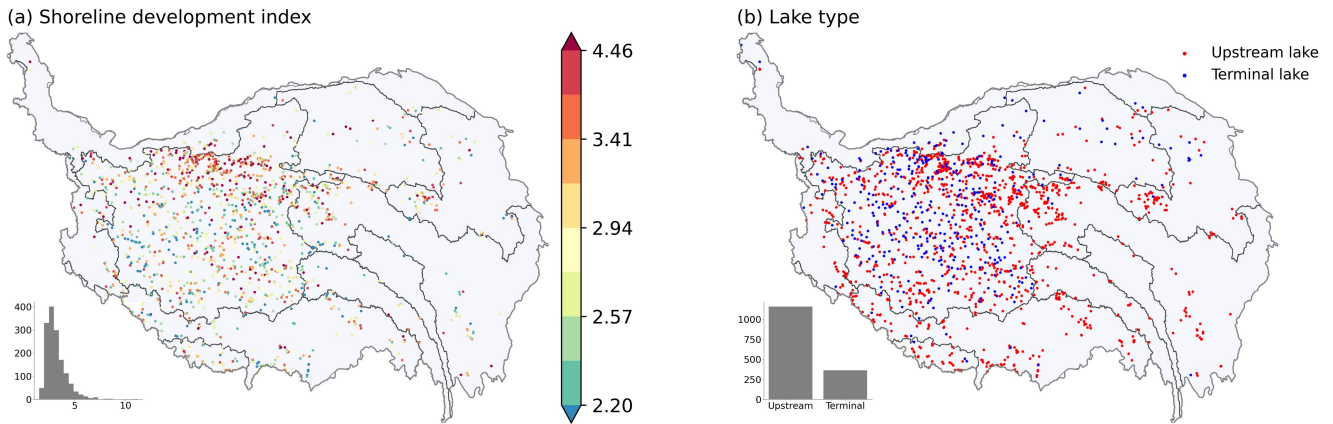 (a) Shoreline development index
4.46
3.41
2.94
2.57
2.20
400
300
200
100
0
5
10
(b) Lake type
Upstream lake
Terminal lake
1000
750
500
250
0
Upstream
Terminal